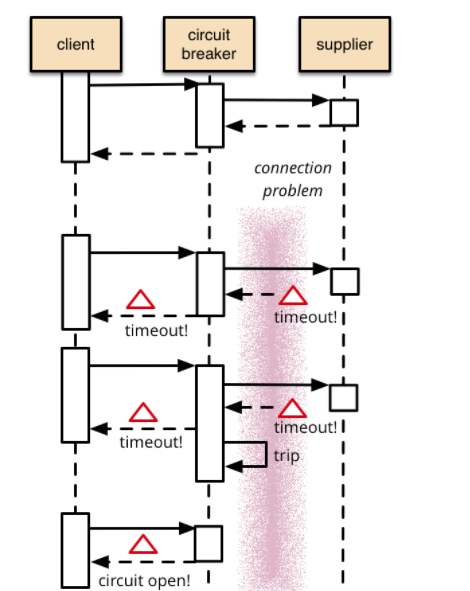 client
circuit
breaker
supplier
connection
problem
timeout!
timeout!
timeout!
timeout!
trip
circuit open!